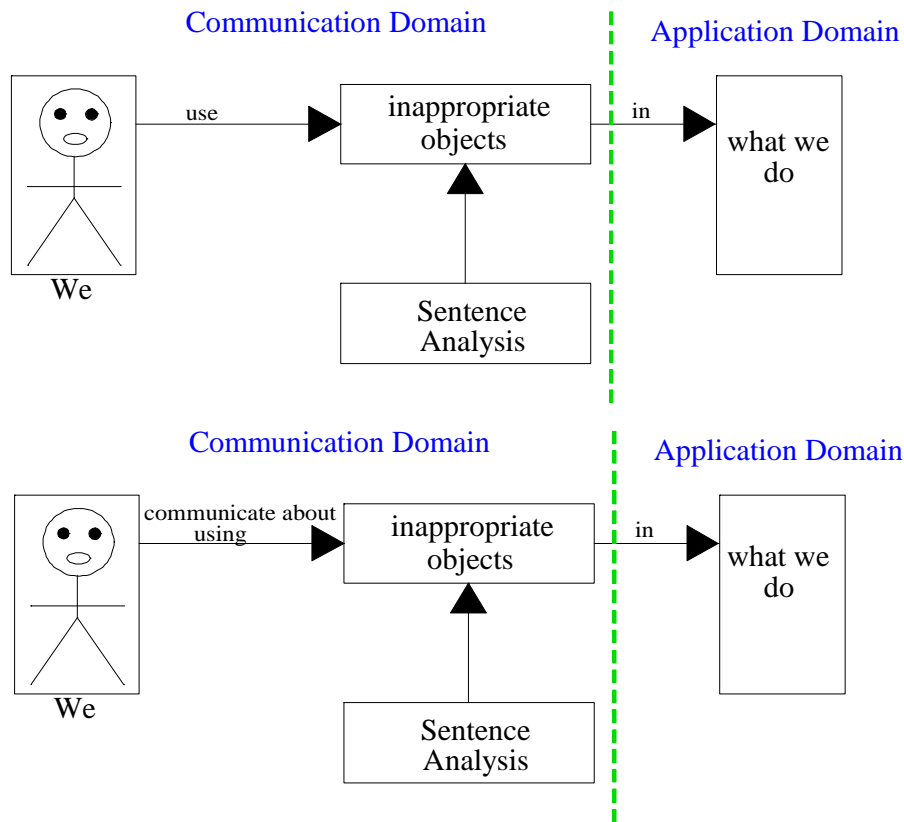 Communication Domain
Application Domain
use
inappropriate
objects
in
what we
do
We
Sentence
Analysis
Communication Domain
Application Domain
communicate about
using
inappropriate
objects
in
what we
do
We
Sentence
Analysis